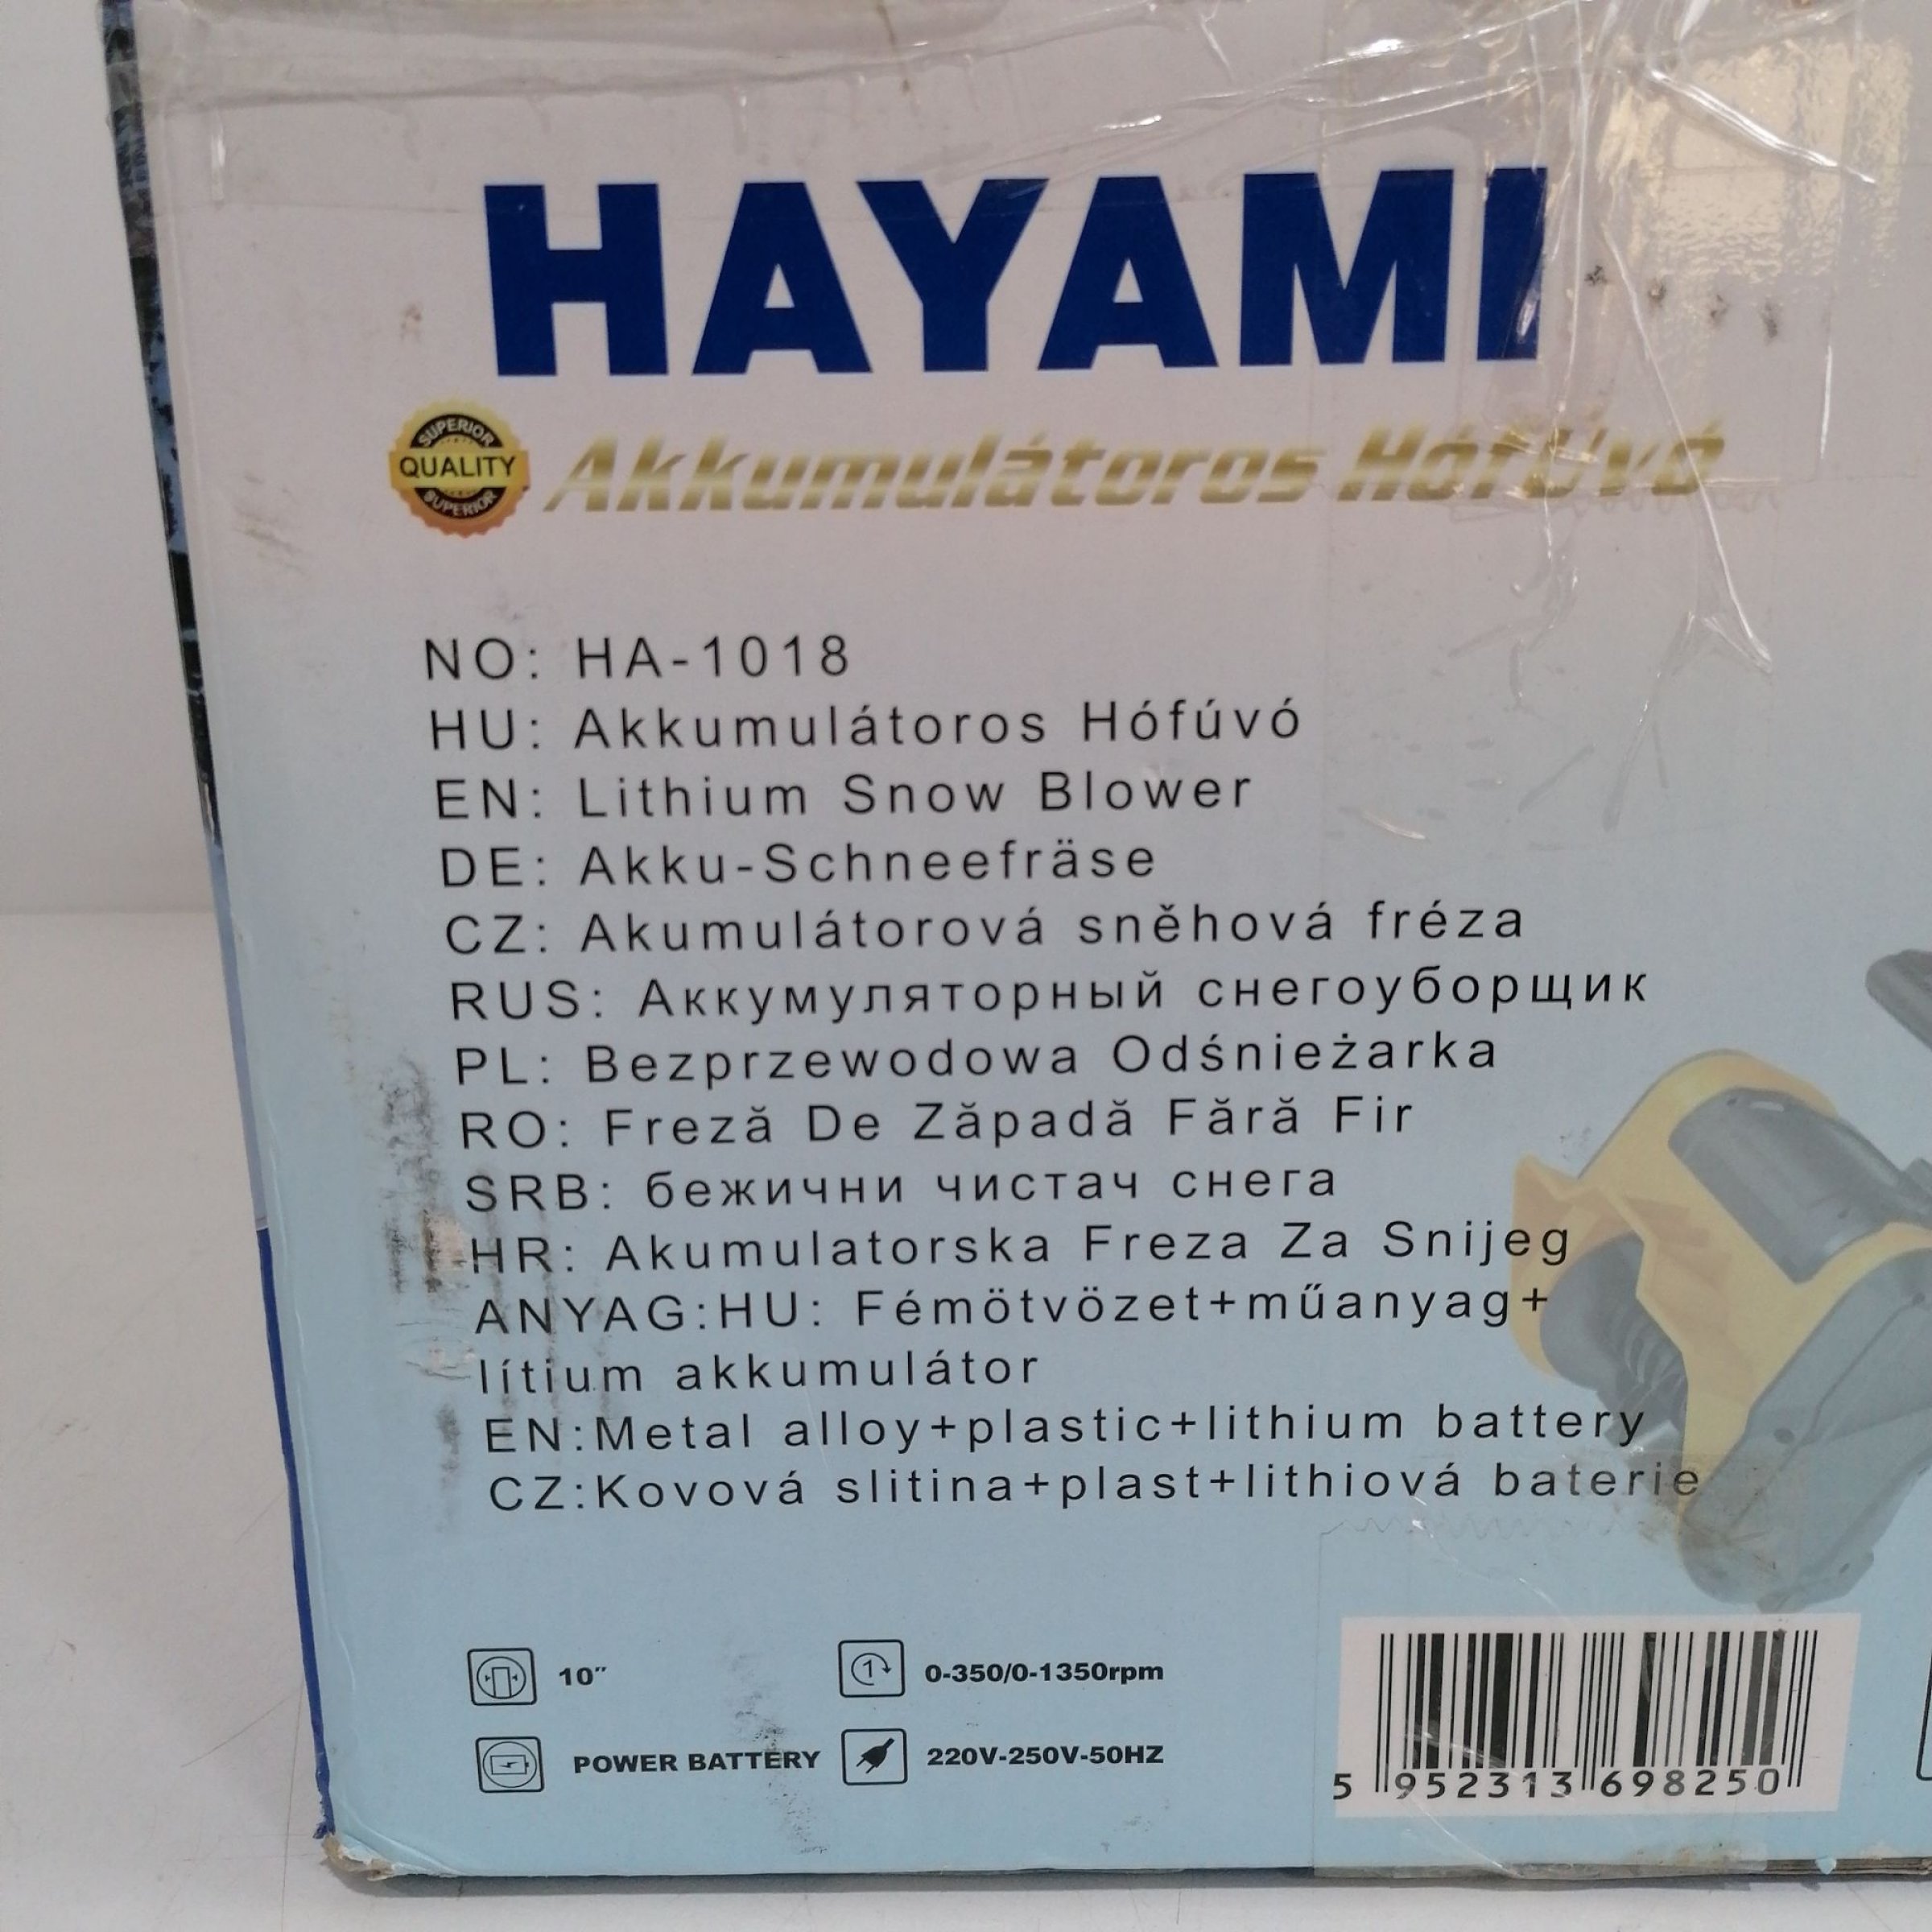 HAYAMI
SUPERIOR
QUALITY
SUPERIOR
Akkumulátoros Hófúvó
NO: HA-1018
HU: Akkumulátoros Hófúvó
EN: Lithium Snow Blower
DE: Akku-Schneefräse
CZ: Akumulátorová sněhová fréza
RUS: Аккумуляторный снегоуборщик
PL: Bezprzewodowa Odśnieżarka
RO: Freză De Zăpadă Fără Fir
SRB: бежични чистач снега
HR: Akumulatorska Freza Za Snijeg
ANYAG:HU: Fémötvözet+műanyag+
lítium akkumulátor
EN:Metal alloy+plastic+lithium battery
CZ:Kovová slitina+plast+lithiová baterie
10"
1
0-350/0-1350rpm
POWER BATTERY
220V-250V-50HZ
5 952313 698250